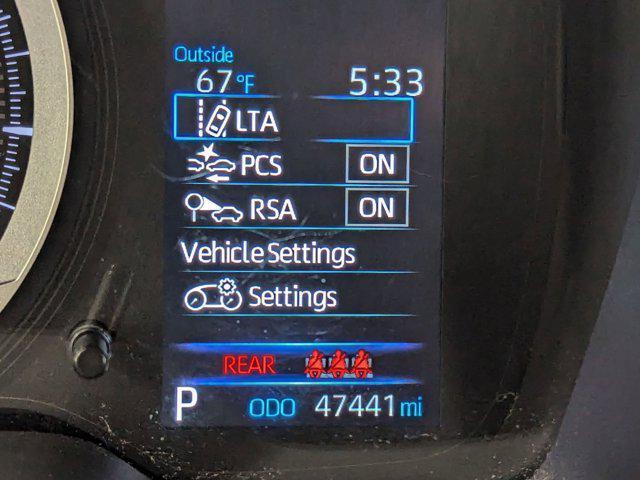 Outside
67 °F 5:33
LTA
PCS ON
RSA ON
Vehicle Settings
Settings
REAR
P ODO 47441 mi